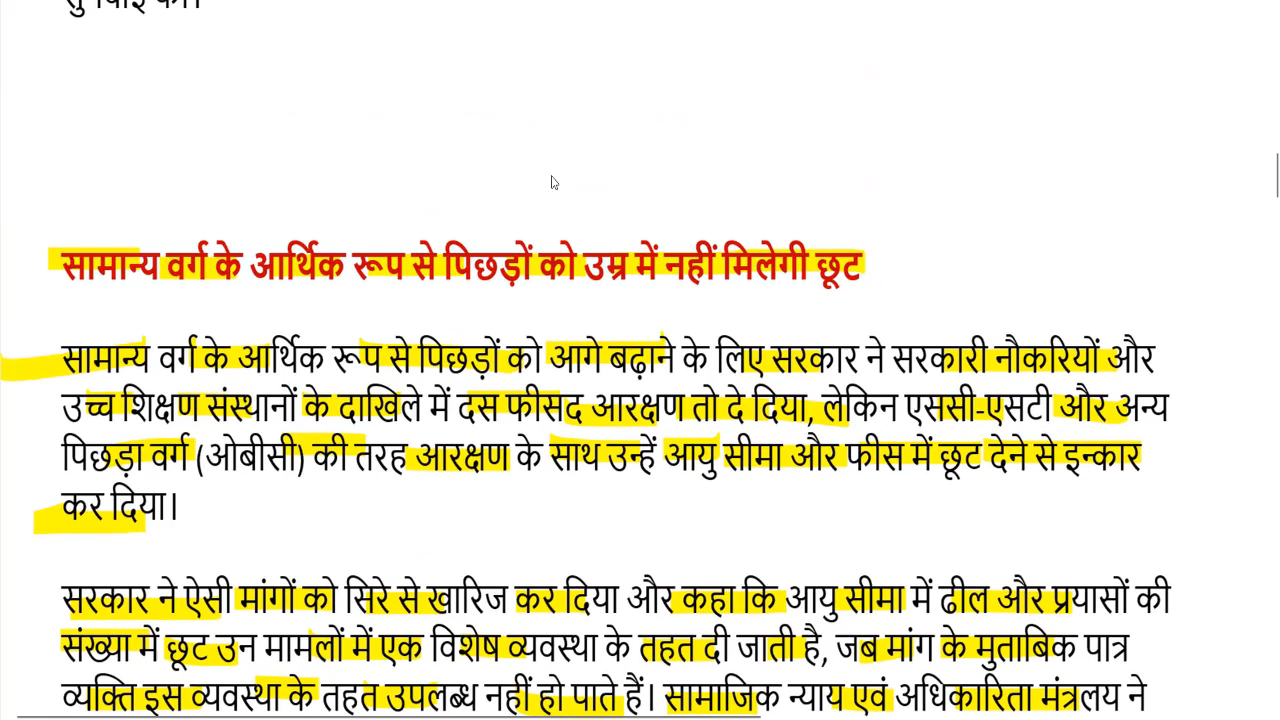 सामान्य वर्ग के आर्थिक रूप से पिछड़ों को उम्र में नहीं मिलेगी छूट
सामान्य वर्ग के आर्थिक रूप से पिछड़ों को आगे बढ़ाने के लिए सरकार ने सरकारी नौकरियों और
उच्च शिक्षण संस्थानों के दाखिले में दस फीसद आरक्षण तो दे दिया, लेकिन एससी-एसटी और अन्य
पिछड़ा वर्ग (ओबीसी) की तरह आरक्षण के साथ उन्हें आयु सीमा और फीस में छूट देने से इन्कार
कर दिया।
सरकार ने ऐसी मांगों को सिरे से खारिज कर दिया और कहा कि आयु सीमा में ढील और प्रयासों की
संख्या में छूट उन मामलों में एक विशेष व्यवस्था के तहत दी जाती है, जब मांग के मुताबिक पात्र
व्यक्ति इस व्यवस्था के तहत उपलब्ध नहीं हो पाते हैं। सामाजिक न्याय एवं अधिकारिता मंत्रलय ने